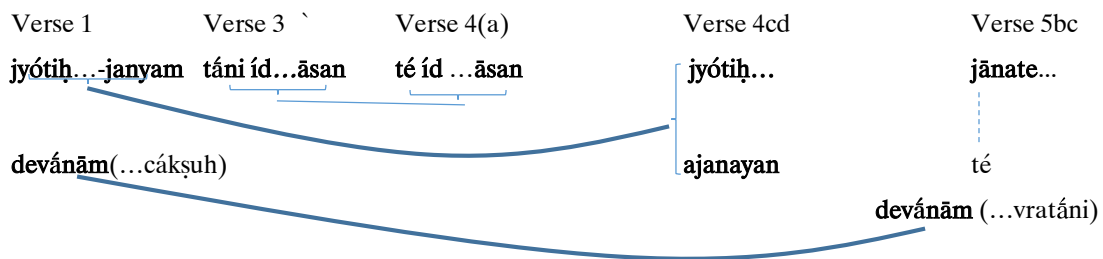 Verse 1 Verse 3 ` Verse 4(a) Verse 4cd Verse 5bc
jyótiḥ…-janyam tā́ni íd…āsan té íd …āsan jyótiḥ… jānate…
devā́nām(…cákṣuh) ajanayan té
devā́nām (…vratā́ni)